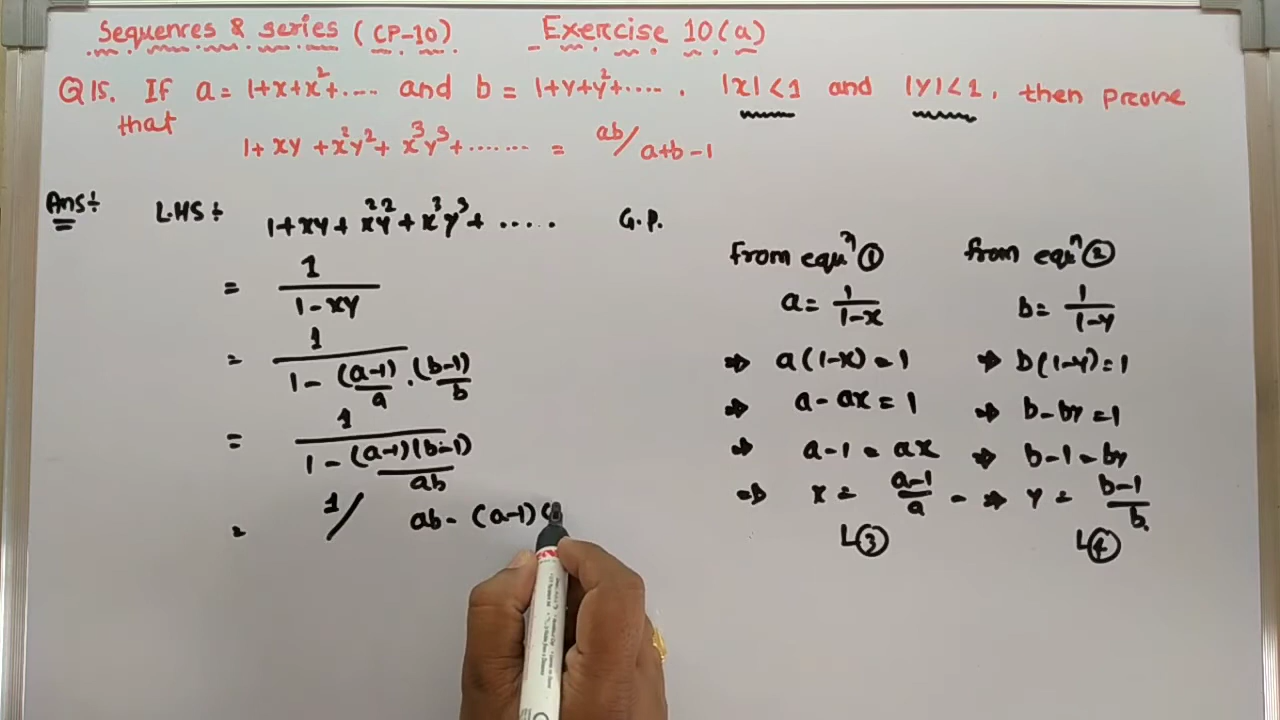 Sequences & series (CP-10) Exercise 10(a)
Q15. If a = 1+x+x²+.... and b = 1+y+y²+..... . |x|<1 and |y|<1, then prove
that
1+ xy + x²y² + x³y³ + ....... = ab/a+b-1
Ans:
L.H.S: 1+xy + x²y² + x³y³ + ..... G.P.
= 1/1-xy
= 1/1 - (a-1)/a . (b-1)/b
= 1/1 - (a-1)(b-1)/ab
= 1/ ab - (a-1)(
from equⁿ ①
a = 1/1-x
⇒ a(1-x) = 1
⇒ a - ax = 1
⇒ a-1 = ax
⇒ x = a-1/a
③
from equⁿ ②
b = 1/1-y
⇒ b(1-y) = 1
⇒ b - by = 1
⇒ b-1 = by
⇒ y = b-1/b.
④